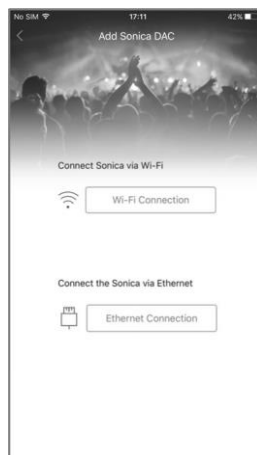 No SIM 17:11 42%
Add Sonica DAC
Connect Sonica via Wi-Fi
Wi-Fi Connection
Connect the Sonica via Ethernet
Ethernet Connection